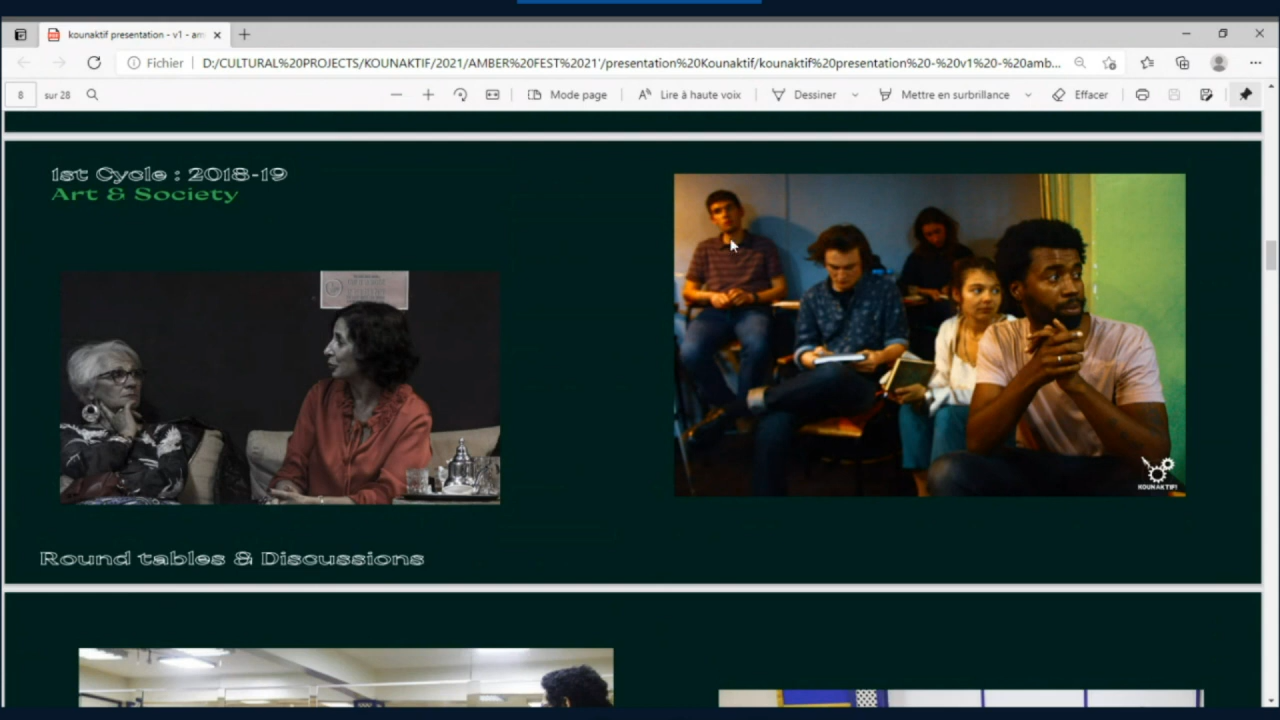 kounaktif presentation - v1 - am
Fichier
D:/CULTURAL%20PROJECTS/KOUNAKTIF/2021/AMBER%20FEST%2021'/presentation%20Kounaktif/kounaktif%20presentation%20-%20v1%20-%20amb...
8 sur 28
Mode page
Lire à haute voix
Dessiner
Mettre en surbrillance
Effacer
1st Cycle : 2018-19
Art & Society
KOUNAKTIF!
Round tables & Discussions